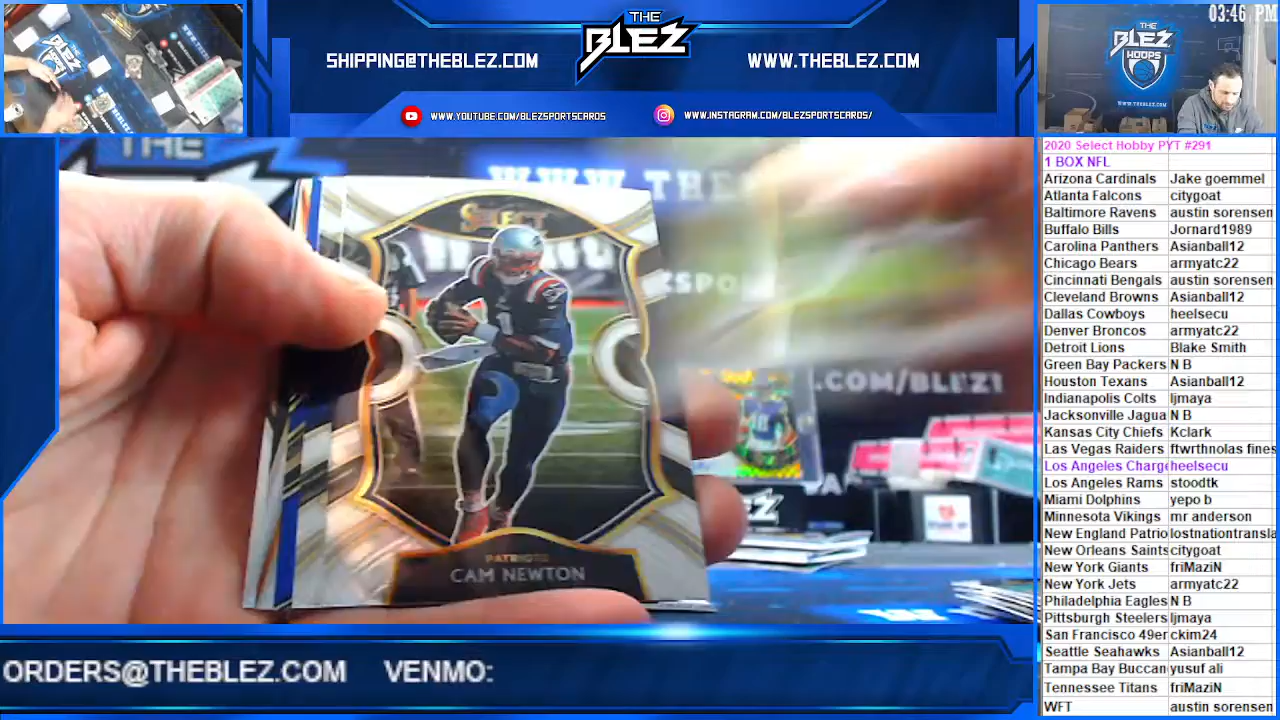 THE
BLEZ
SHIPPING@THEBLEZ.COM
WWW.THEBLEZ.COM
WWW.YOUTUBE.COM/BLEZSPORTSCARDS
WWW.INSTAGRAM.COM/BLEZSPORTSCARDS/
THE
BLEZ
HOOPS
03:46 PM
2020 Select Hobby PYT #291
1 BOX NFL
Arizona Cardinals Jake goemmel
Atlanta Falcons citygoat
Baltimore Ravens austin sorensen
Buffalo Bills Jornard1989
Carolina Panthers Asianball12
Chicago Bears armyatc22
Cincinnati Bengals austin sorensen
Cleveland Browns Asianball12
Dallas Cowboys heelsecu
Denver Broncos armyatc22
Detroit Lions Blake Smith
Green Bay Packers N B
Houston Texans Asianball12
Indianapolis Colts ljmaya
Jacksonville Jagua N B
Kansas City Chiefs Kclark
Las Vegas Raiders ftwrthnolas fines
Los Angeles Charge heelsecu
Los Angeles Rams stoodtk
Miami Dolphins yepo b
Minnesota Vikings mr anderson
New England Patrio lostnationtransla
New Orleans Saints citygoat
New York Giants friMaziN
New York Jets armyatc22
Philadelphia Eagles N B
Pittsburgh Steelers ljmaya
San Francisco 49er ckim24
Seattle Seahawks Asianball12
Tampa Bay Buccan yusuf ali
Tennessee Titans friMaziN
WFT austin sorensen
THE
SELECT
PATRIOTS
CAM NEWTON
.COM/BLEZ
ORDERS@THEBLEZ.COM VENMO: